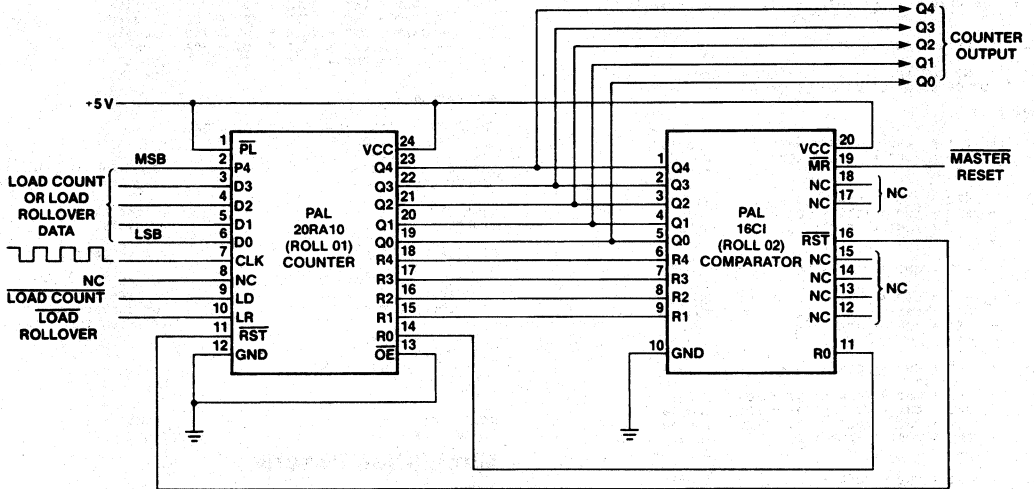 Q4
Q3
Q2
Q1
Q0
COUNTER
OUTPUT
+5 V
MSB
LSB
LOAD COUNT
OR LOAD
ROLLOVER
DATA
NC
LOAD COUNT
LOAD
ROLLOVER
1 PL
2 P4
3 D3
4 D2
5 D1
6 D0
7 CLK
8 NC
9 LD
10 LR
11 RST
12 GND
PAL
20RA10
(ROLL 01)
COUNTER
VCC 24
Q4 23
Q3 22
Q2 21
Q1 20
Q0 19
R4 18
R3 17
R2 16
R1 15
R0 14
OE 13
1 Q4
2 Q3
3 Q2
4 Q1
5 Q0
6 R4
7 R3
8 R2
9 R1
10 GND
PAL
16CI
(ROLL 02)
COMPARATOR
VCC 20
MR 19
NC 18
NC 17
RST 16
NC 15
NC 14
NC 13
NC 12
R0 11
MASTER
RESET
NC
NC